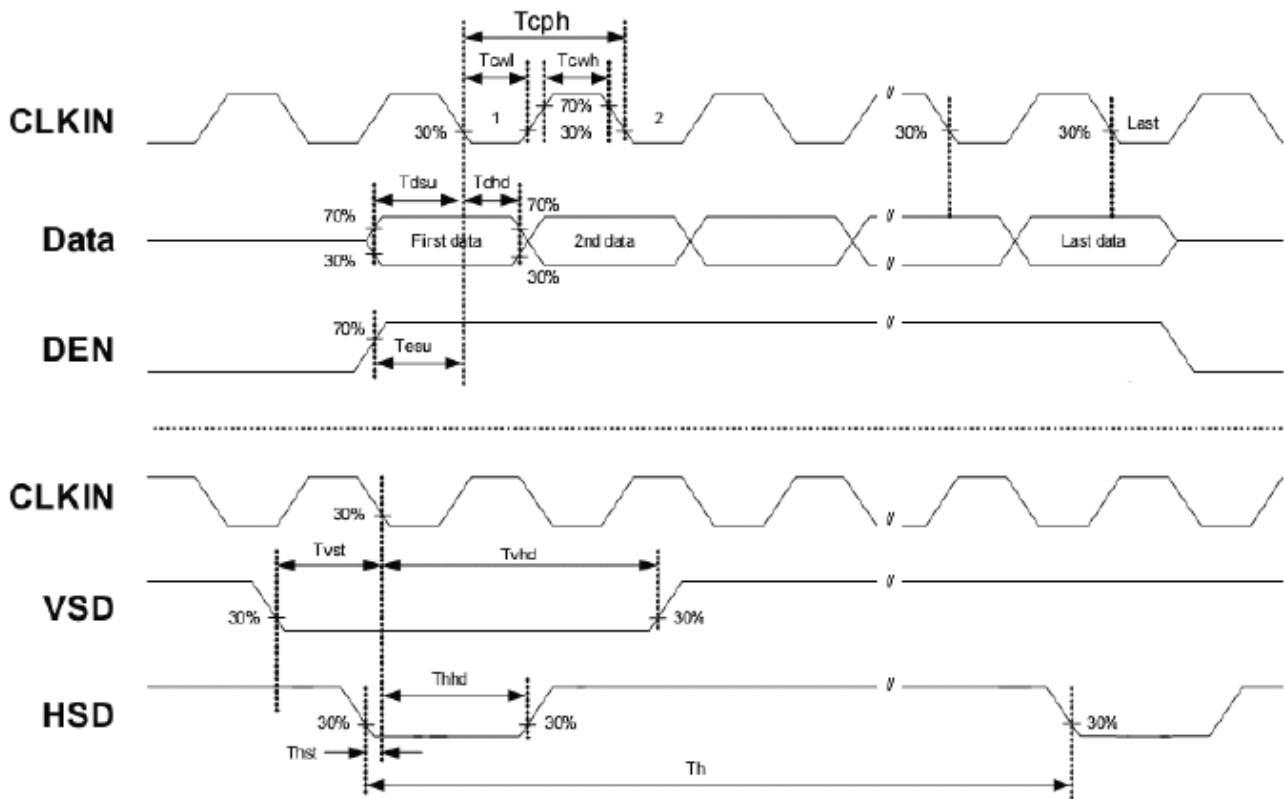 Tcph
Tcwl Tcwh
CLKIN 30% 1 70% 30% 2 // 30% 30% Last
Tdsu Tdhd
70% 70%
Data First data 2nd data // Last data
30% 30%
//
70%
DEN Tesu //
CLKIN 30% //
Tvst Tvhd
VSD 30% 30% //
Thhd
HSD 30% 30% // 30%
Thst
Th